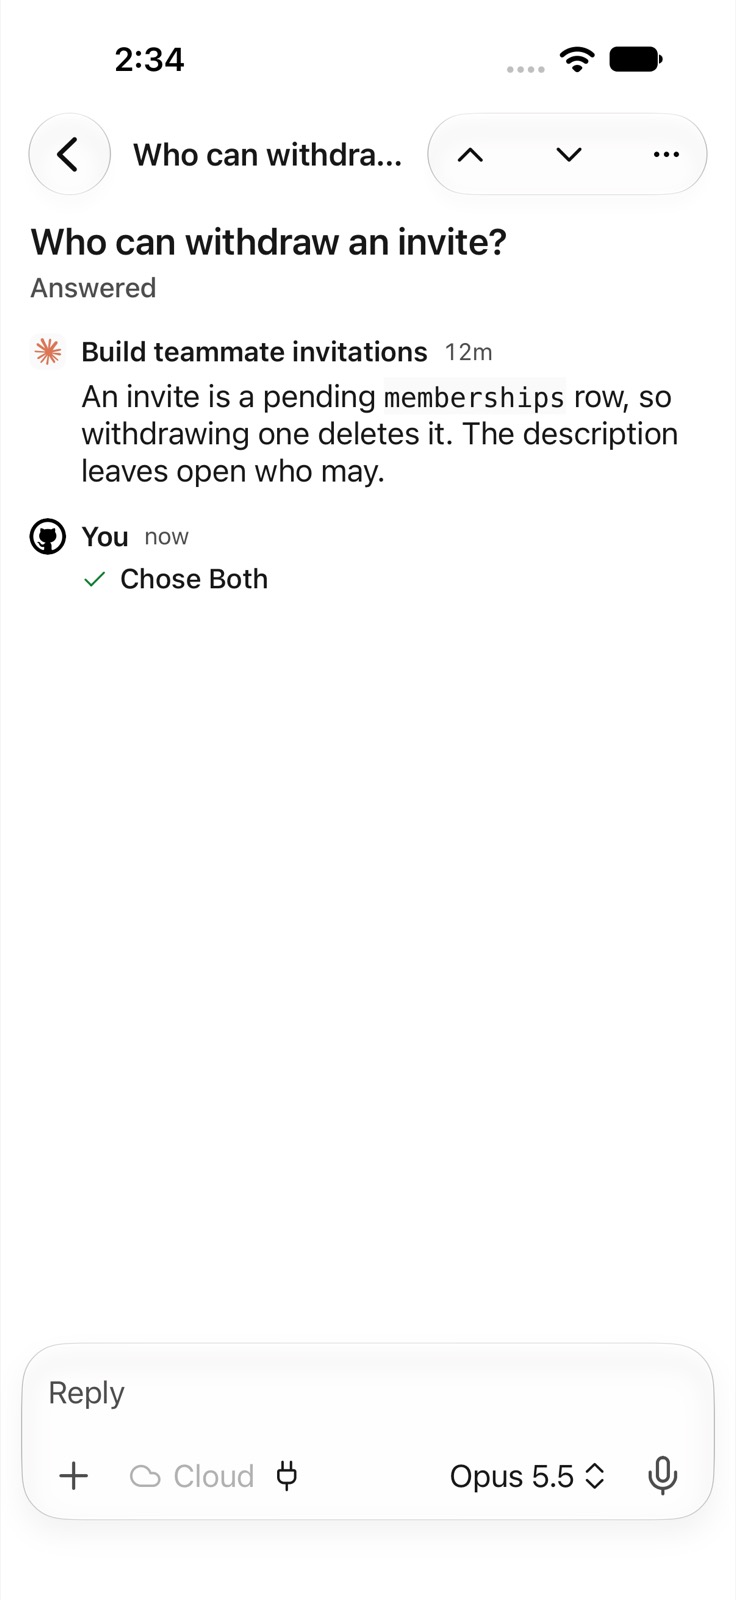 2:34
Who can withdra...
Who can withdraw an invite?
Answered
Build teammate invitations 12m
An invite is a pending memberships row, so
withdrawing one deletes it. The description
leaves open who may.
You now
Chose Both
Reply
Cloud
Opus 5.5